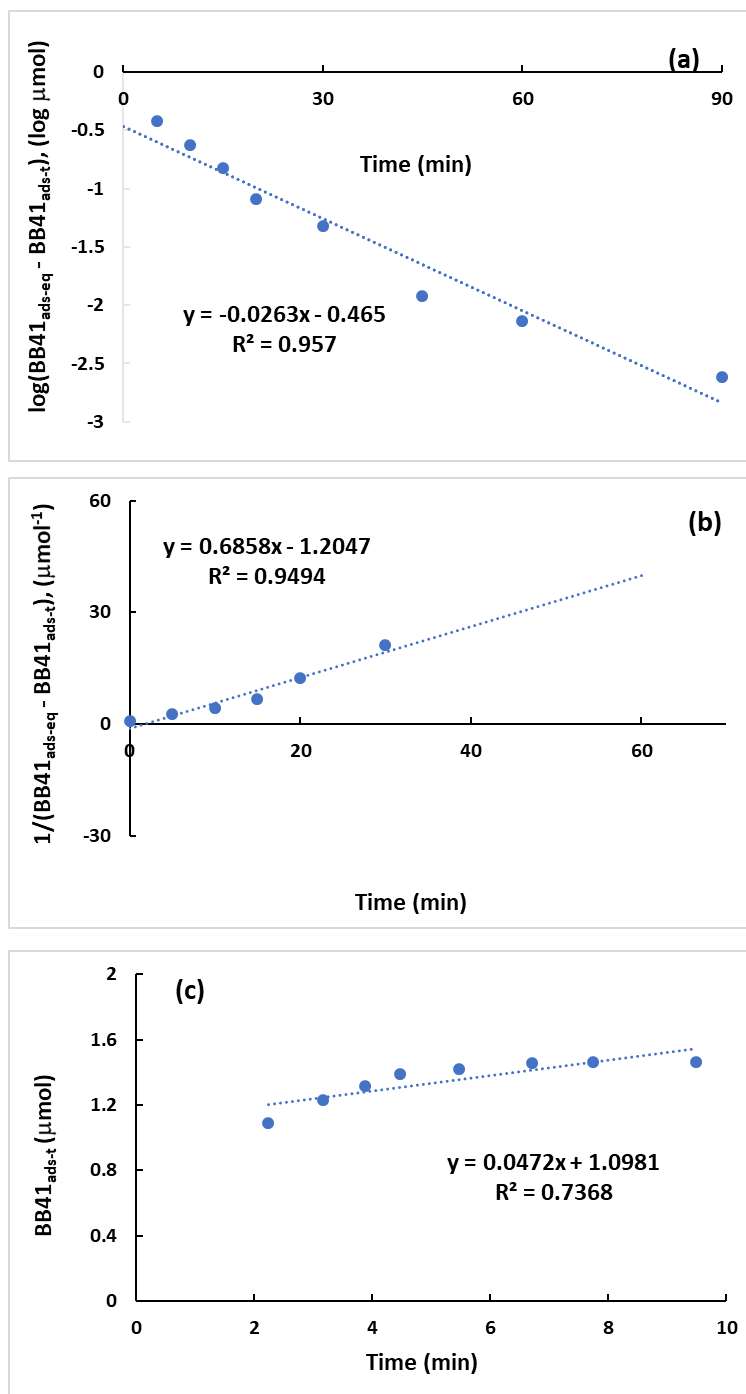 (a)
0
0
30
60
90
-0.5
-1
-1.5
-2
-2.5
-3
Time (min)
y = -0.0263x - 0.465
R² = 0.957
log(BB41ads-eq - BB41ads-t), (log μmol)
(b)
60
30
0
-30
0
20
40
60
y = 0.6858x - 1.2047
R² = 0.9494
1/(BB41ads-eq - BB41ads-t), (μmol-1)
Time (min)
(c)
2
1.6
1.2
0.8
0.4
0
y = 0.0472x + 1.0981
R² = 0.7368
BB41ads-t (μmol)
0
2
4
6
8
10
Time (min)